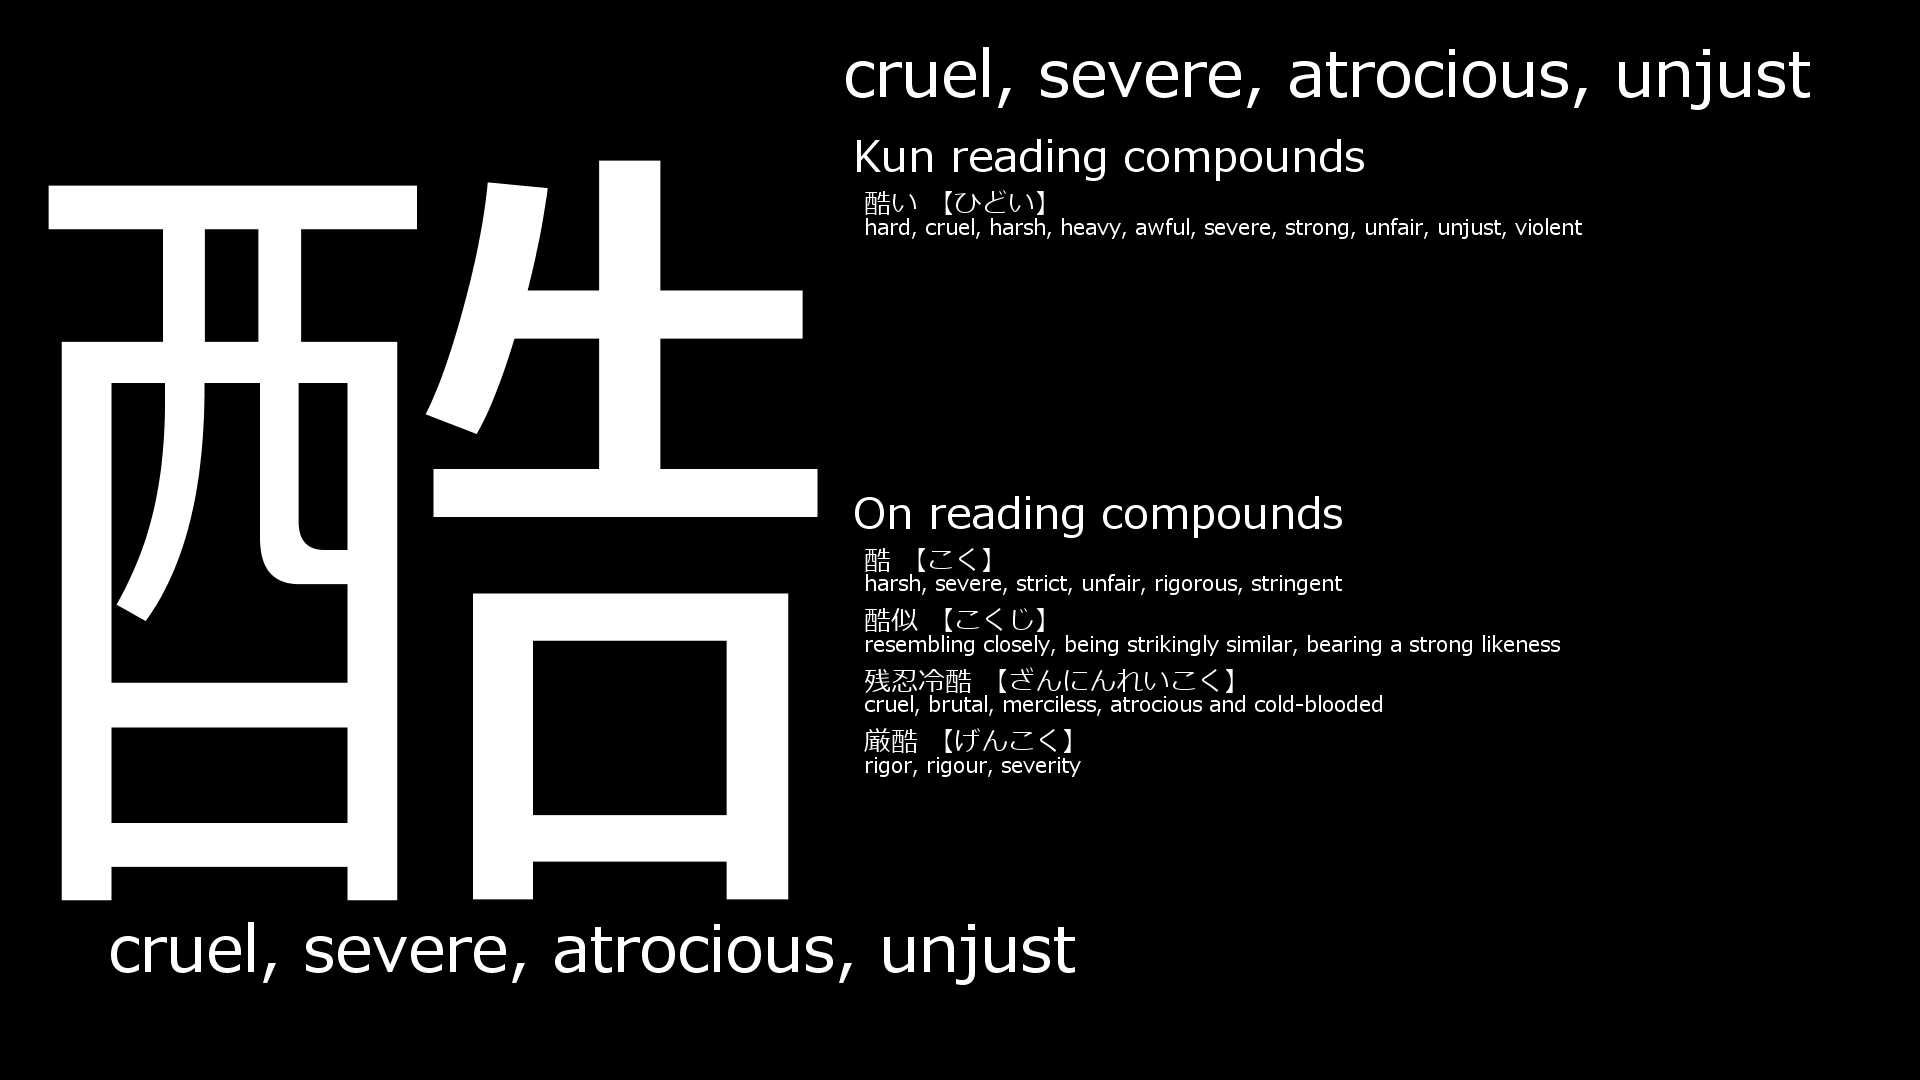 酷
cruel, severe, atrocious, unjust
Kun reading compounds
酷い 【ひどい】
hard, cruel, harsh, heavy, awful, severe, strong, unfair, unjust, violent
On reading compounds
酷 【こく】
harsh, severe, strict, unfair, rigorous, stringent
酷似 【こくじ】
resembling closely, being strikingly similar, bearing a strong likeness
残忍冷酷 【ざんにんれいこく】
cruel, brutal, merciless, atrocious and cold-blooded
厳酷 【げんこく】
rigor, rigour, severity
cruel, severe, atrocious, unjust